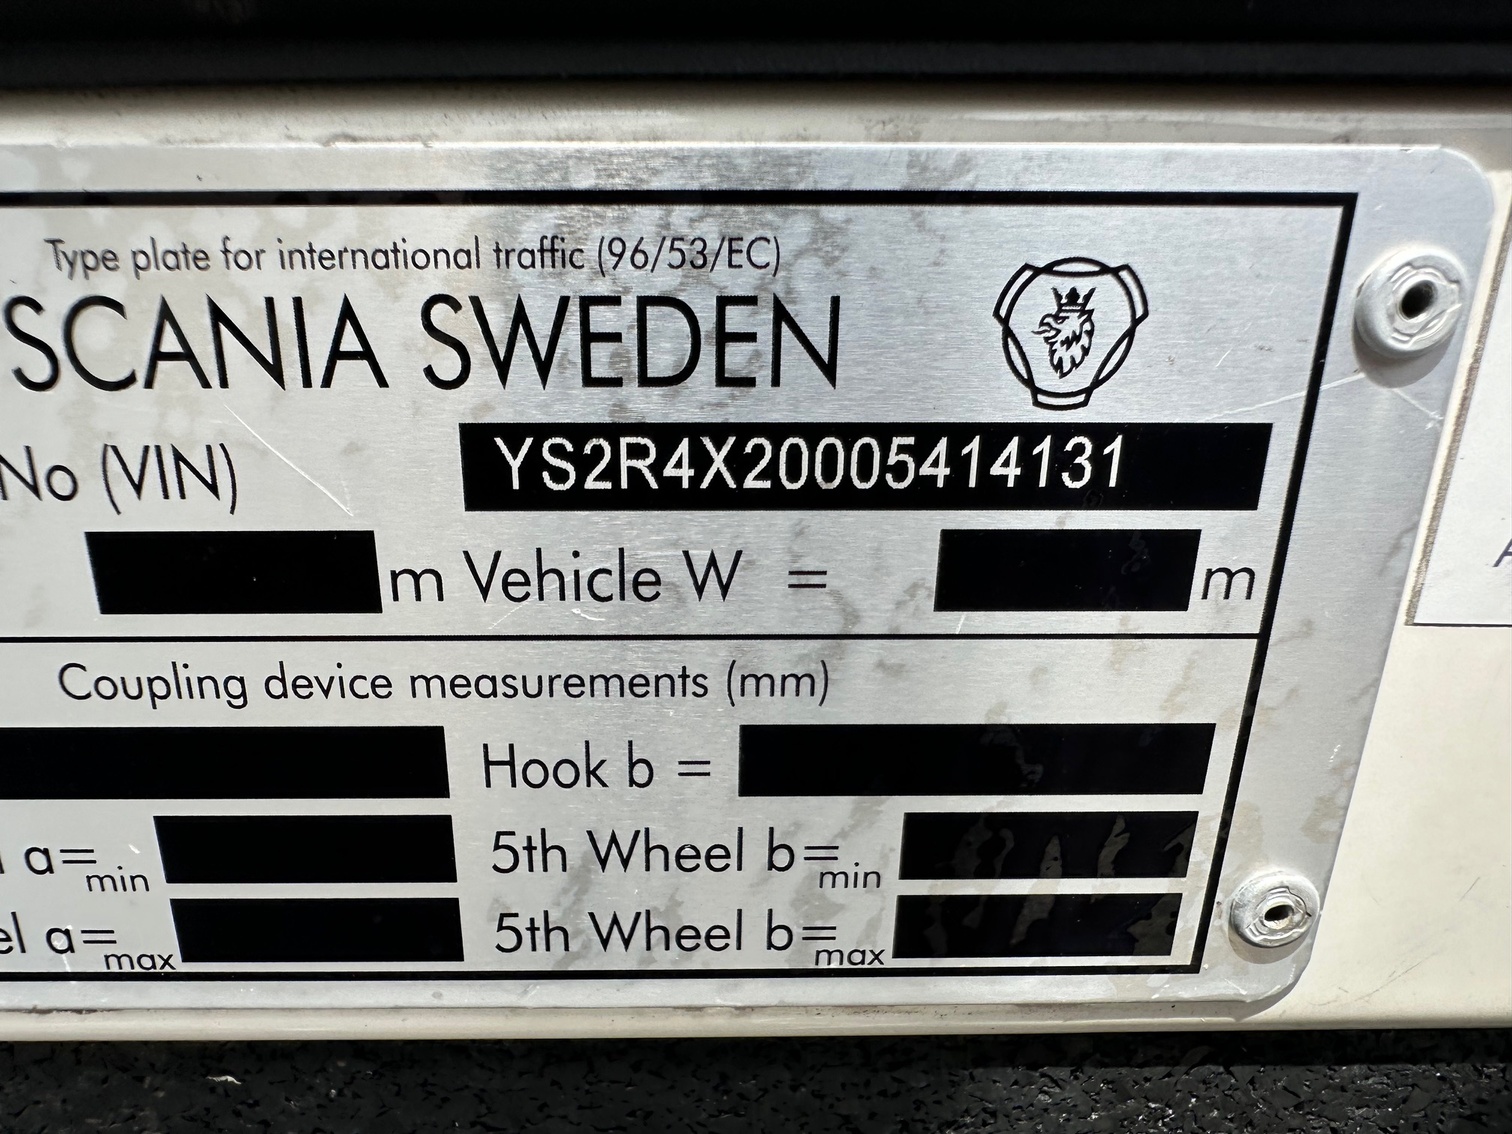 Type plate for international traffic (96/53/EC)
SCANIA SWEDEN
No (VIN) YS2R4X20005414131
m Vehicle W = m
Coupling device measurements (mm)
Hook b =
a=min 5th Wheel b=min
el a=max 5th Wheel b=max